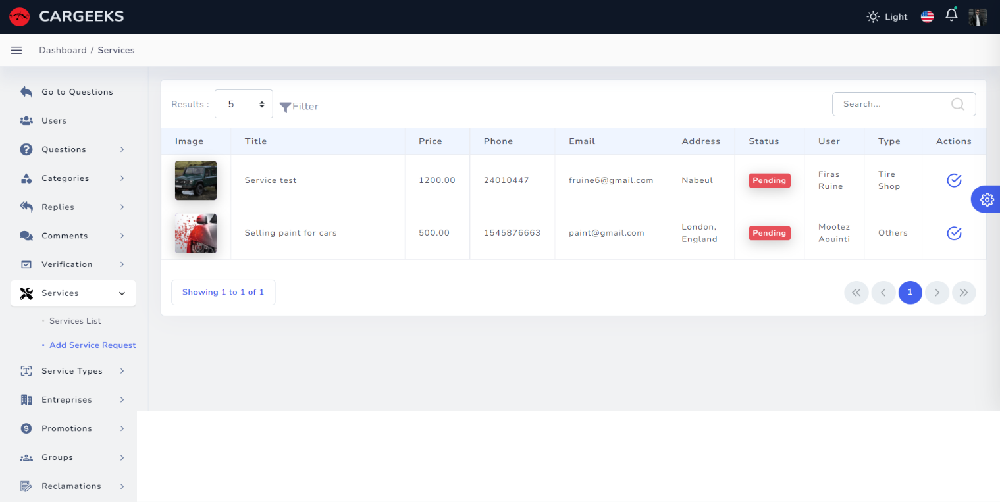 CARGEEKS
Light
Dashboard / Services
Go to Questions
Users
Questions
Categories
Replies
Comments
Verification
Services
Services List
Add Service Request
Service Types
Entreprises
Promotions
Groups
Reclamations
Results : 5 Filter
Search...
Image Title Price Phone Email Address Status User Type Actions
Service test 1200.00 24010447 fruine6@gmail.com Nabeul Pending Firas Ruine Tire Shop
Selling paint for cars 500.00 1545876663 paint@gmail.com London, England Pending Mootez Aouinti Others
Showing 1 to 1 of 1
1